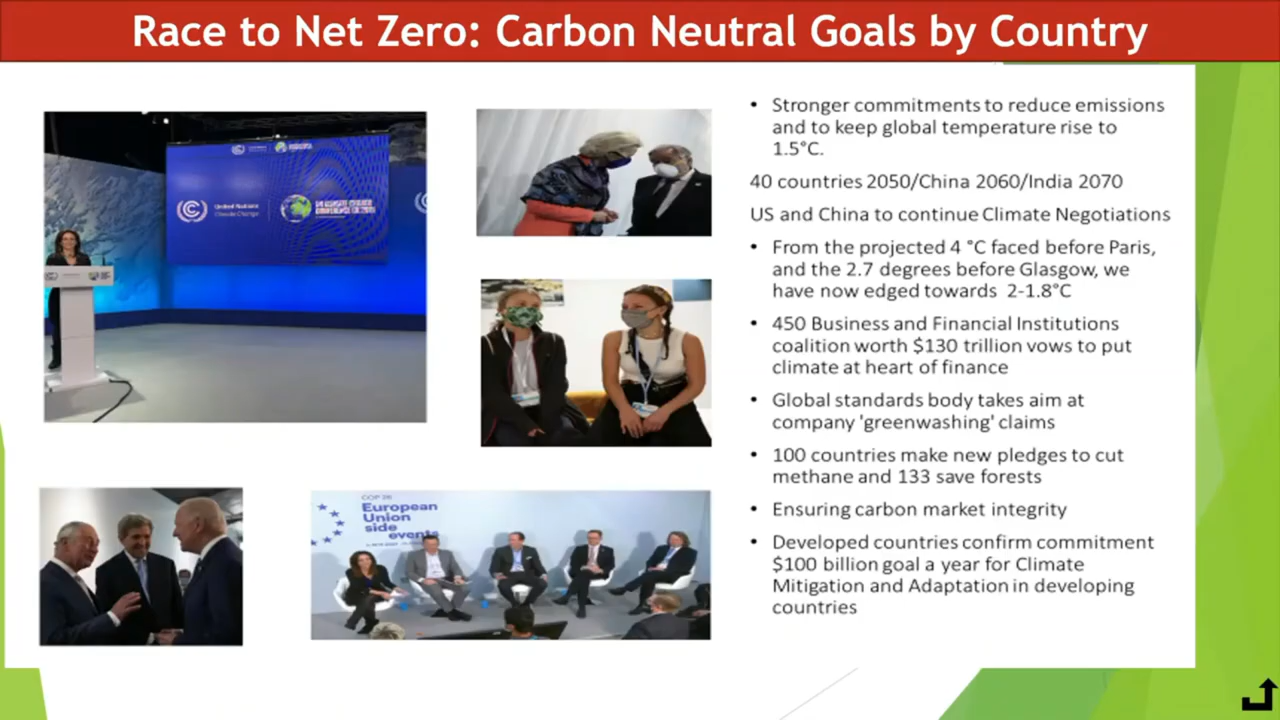 Race to Net Zero: Carbon Neutral Goals by Country
United Nations
Climate Change
UN CLIMATE CHANGE
CONFERENCE UK 2021
COP 26
European
Union
side
events
• Stronger commitments to reduce emissions
and to keep global temperature rise to
1.5°C.
40 countries 2050/China 2060/India 2070
US and China to continue Climate Negotiations
• From the projected 4 °C faced before Paris,
and the 2.7 degrees before Glasgow, we
have now edged towards 2-1.8°C
• 450 Business and Financial Institutions
coalition worth $130 trillion vows to put
climate at heart of finance
• Global standards body takes aim at
company 'greenwashing' claims
• 100 countries make new pledges to cut
methane and 133 save forests
• Ensuring carbon market integrity
• Developed countries confirm commitment
$100 billion goal a year for Climate
Mitigation and Adaptation in developing
countries